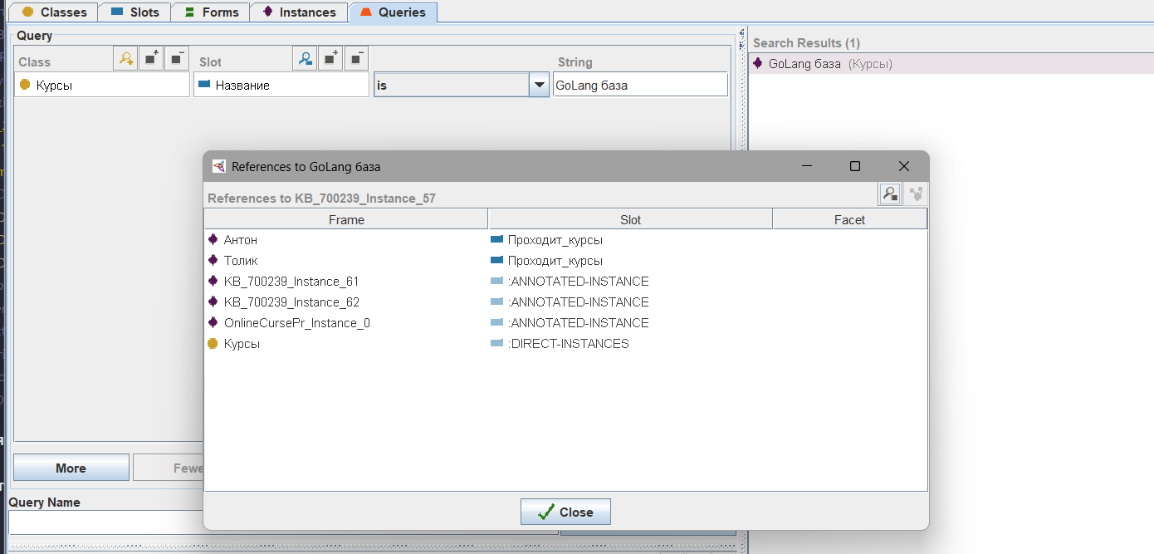 Classes Slots Forms Instances Queries
Query
Class Slot String
Курсы Название is GoLang база
Search Results (1)
GoLang база (Курсы)
References to GoLang база
References to KB_700239_Instance_57
Frame Slot Facet
Антон Проходит_курсы
Толик Проходит_курсы
KB_700239_Instance_61 :ANNOTATED-INSTANCE
KB_700239_Instance_62 :ANNOTATED-INSTANCE
OnlineCursePr_Instance_0 :ANNOTATED-INSTANCE
Курсы :DIRECT-INSTANCES
More Fewe
Query Name
Close